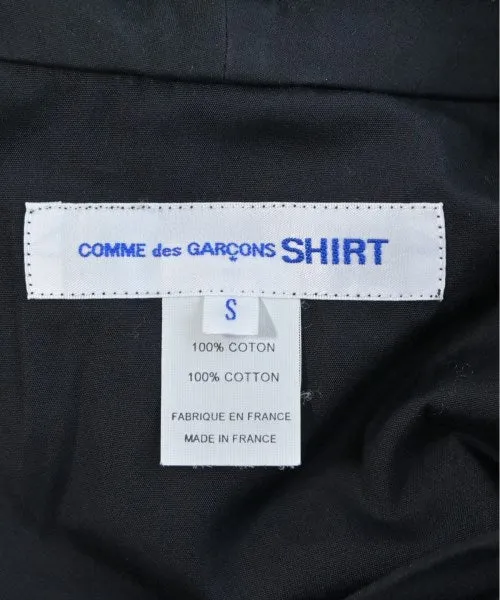 COMME des GARÇONS SHIRT
S
100% COTON
100% COTTON
FABRIQUE EN FRANCE
MADE IN FRANCE